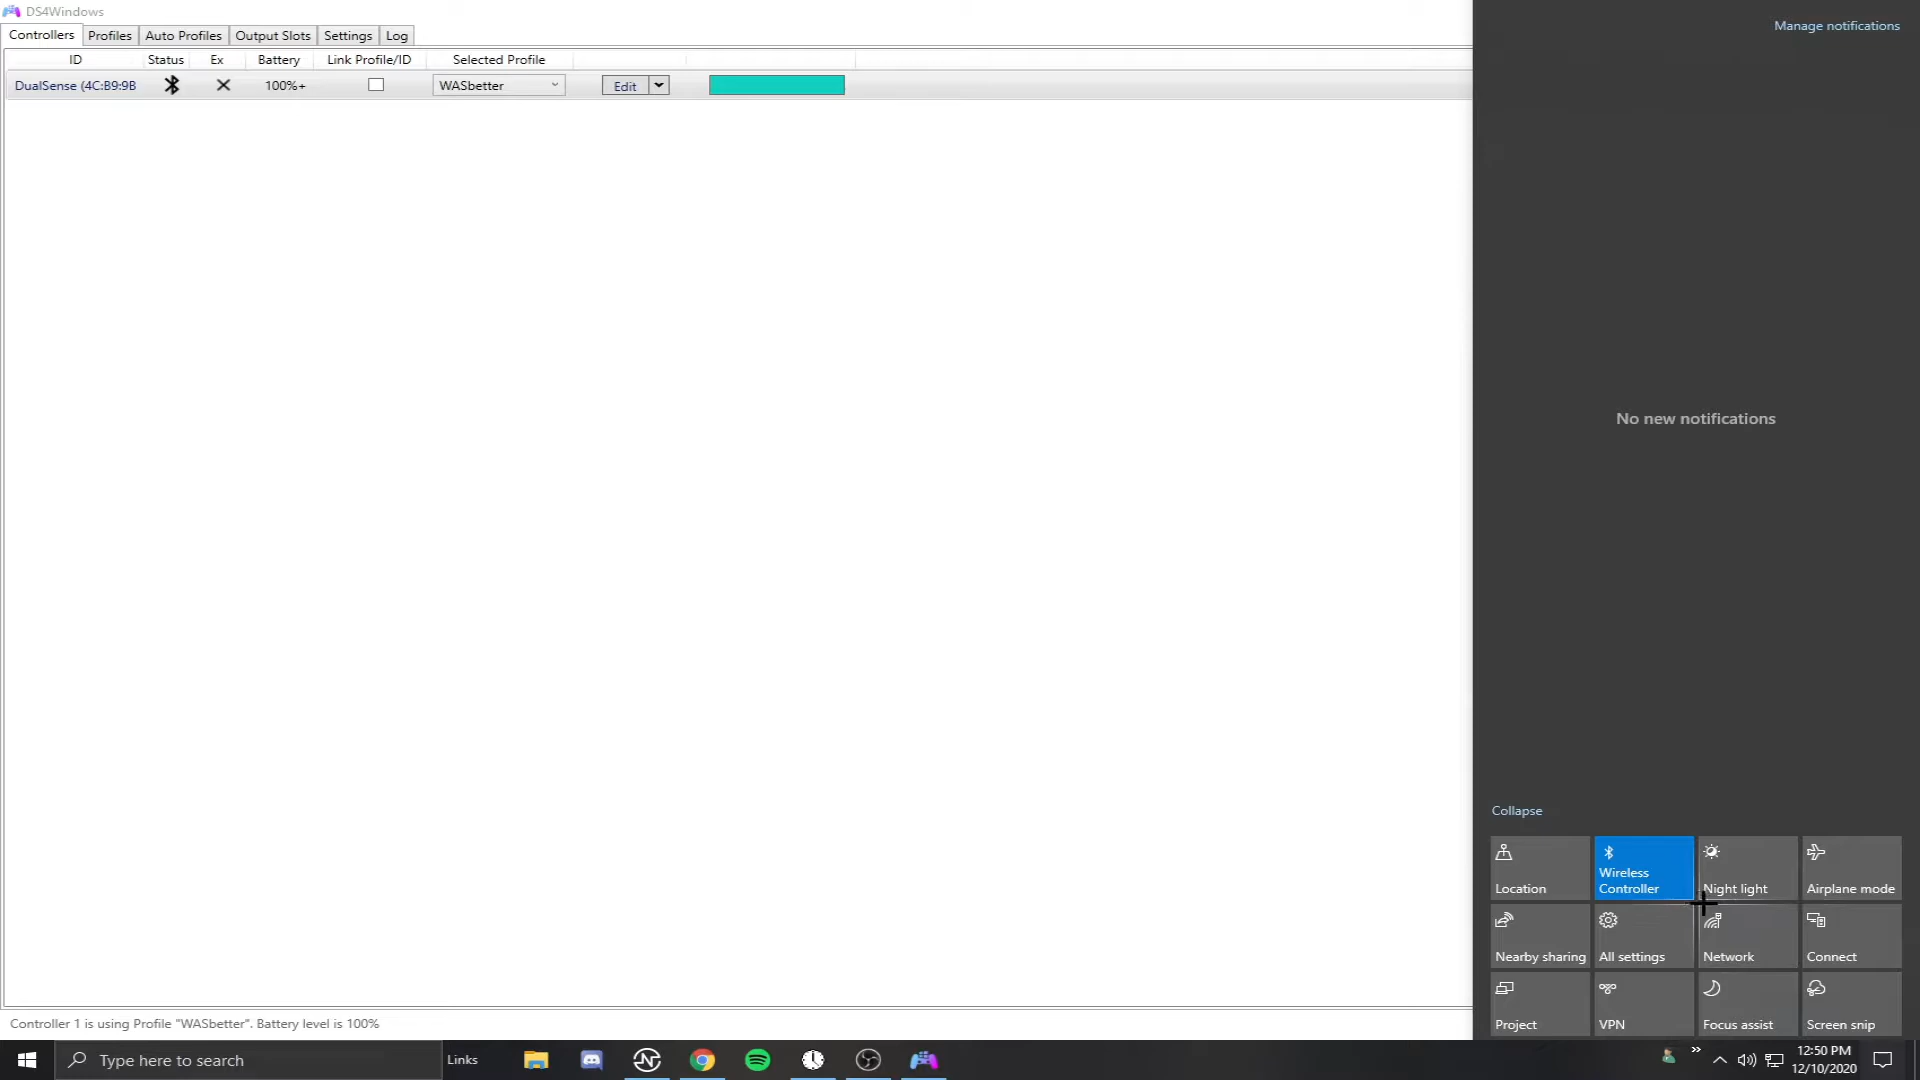 DS4Windows
Controllers Profiles Auto Profiles Output Slots Settings Log
ID Status Ex Battery Link Profile/ID Selected Profile
DualSense (4C:B9:9B 100%+ WASbetter Edit
Manage notifications
No new notifications
Collapse
Location Wireless Controller Night light Airplane mode
Nearby sharing All settings Network Connect
Project VPN Focus assist Screen snip
Controller 1 is using Profile "WASbetter". Battery level is 100%
Type here to search Links
12:50 PM
12/10/2020